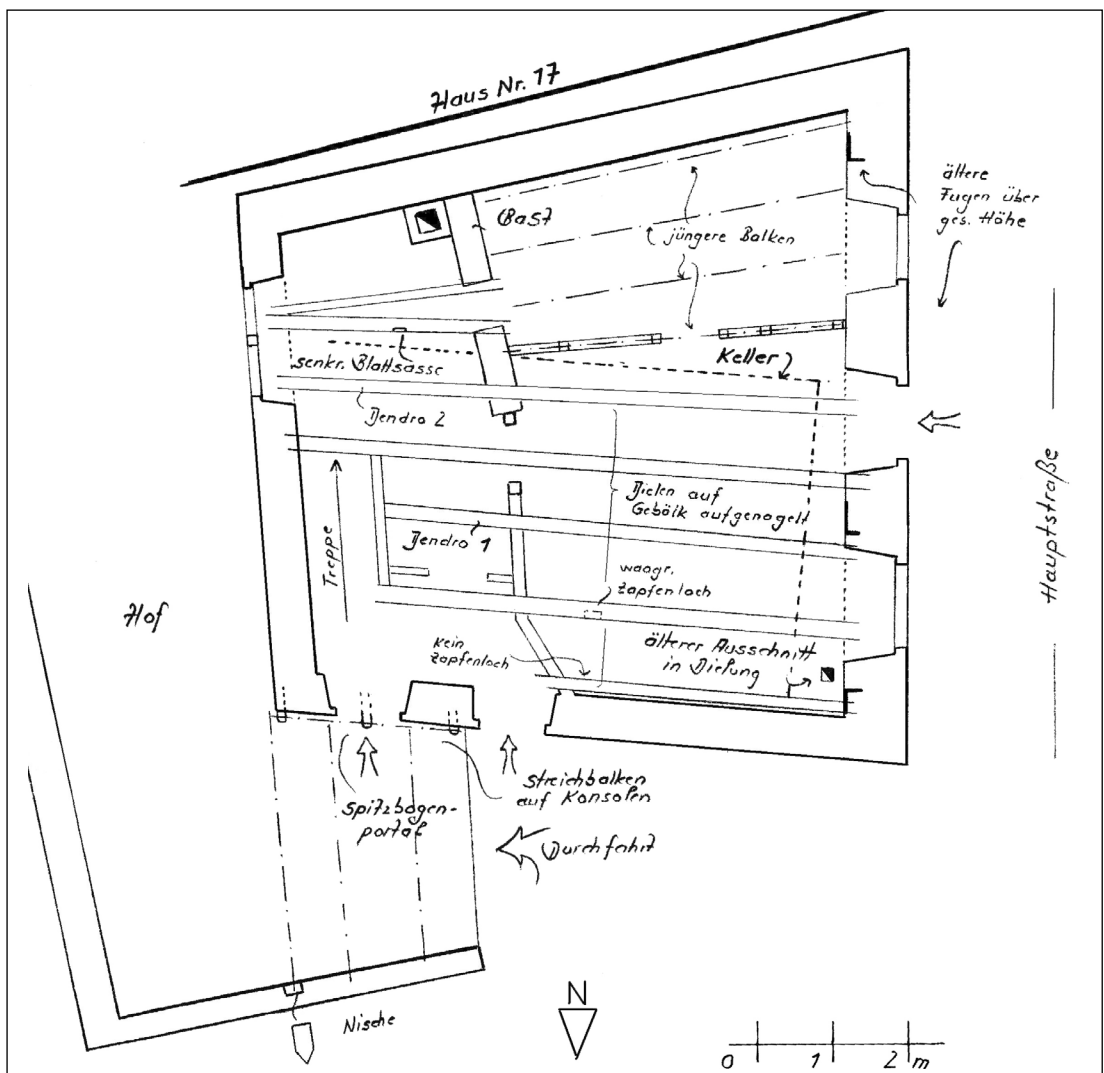 Haus Nr. 17
ältere
Fugen über
ges. Höhe
jüngere Balken
Keller
senkr. Blattsasse
Dendro 2
Dielen auf
Gebälk aufgenagelt
Hauptstraße
Treppe
Dendro 1
waagr.
Zapfenloch
Hof
kein
Zapfenloch
älterer Ausschnitt
in Dielung
Spitzbogen-
portal
Streichbalken
auf Konsolen
Durchfahrt
Nische
N
0 1 2 m